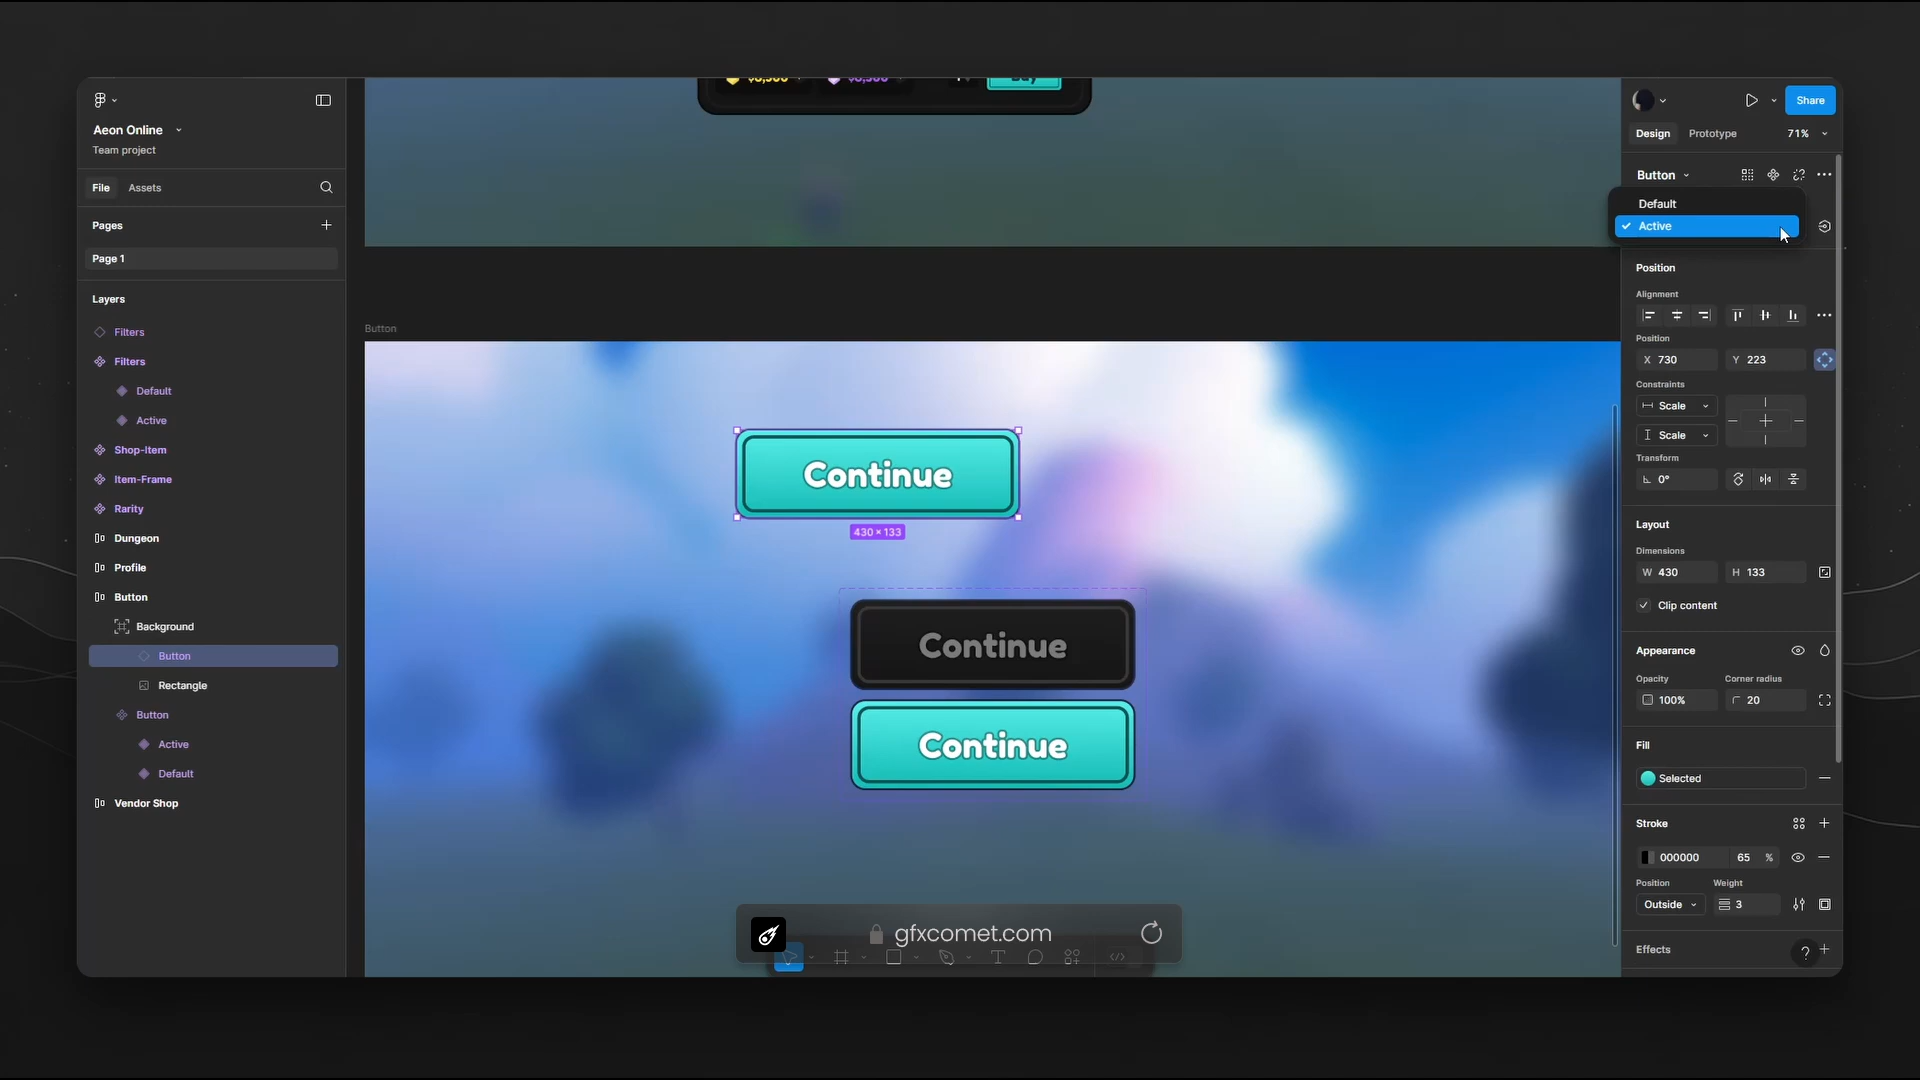 Aeon Online
Team project
File
Assets
Pages
Page 1
Layers
Filters
Filters
Default
Active
Shop-Item
Item-Frame
Rarity
Dungeon
Profile
Button
Background
Button
Rectangle
Button
Active
Default
Vendor Shop
Button
Continue
430 × 133
Continue
Continue
gfxcomet.com
Share
Design
Prototype
71%
Button
Default
Active
Position
Alignment
Position
X 730
Y 223
Constraints
Scale
Scale
Transform
0°
Layout
Dimensions
W 430
H 133
Clip content
Appearance
Opacity
Corner radius
100%
20
Fill
Selected
Stroke
000000
65 %
Position
Weight
Outside
3
Effects
?